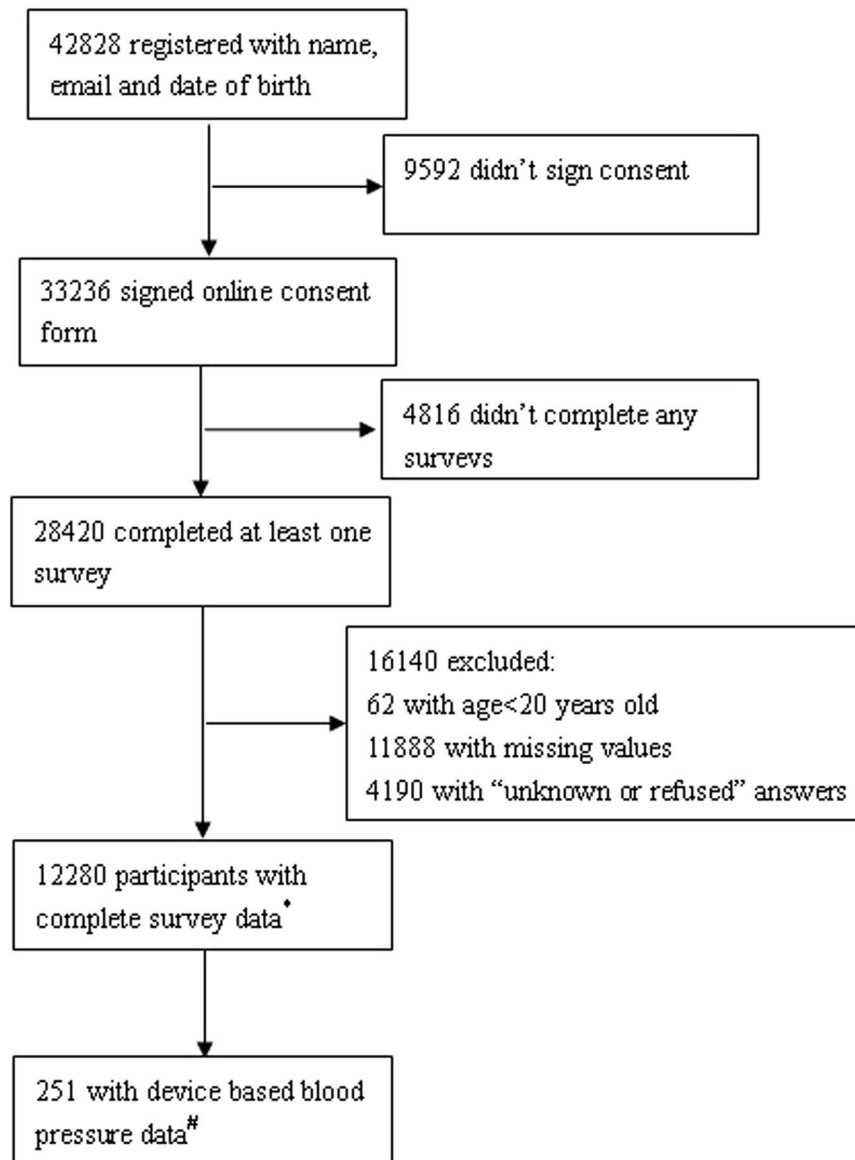 42828 registered with name,
email and date of birth
9592 didn’t sign consent
33236 signed online consent
form
4816 didn’t complete any
surveys
28420 completed at least one
survey
16140 excluded:
62 with age<20 years old
11888 with missing values
4190 with “unknown or refused” answers
12280 participants with
complete survey data*
251 with device based blood
pressure data#